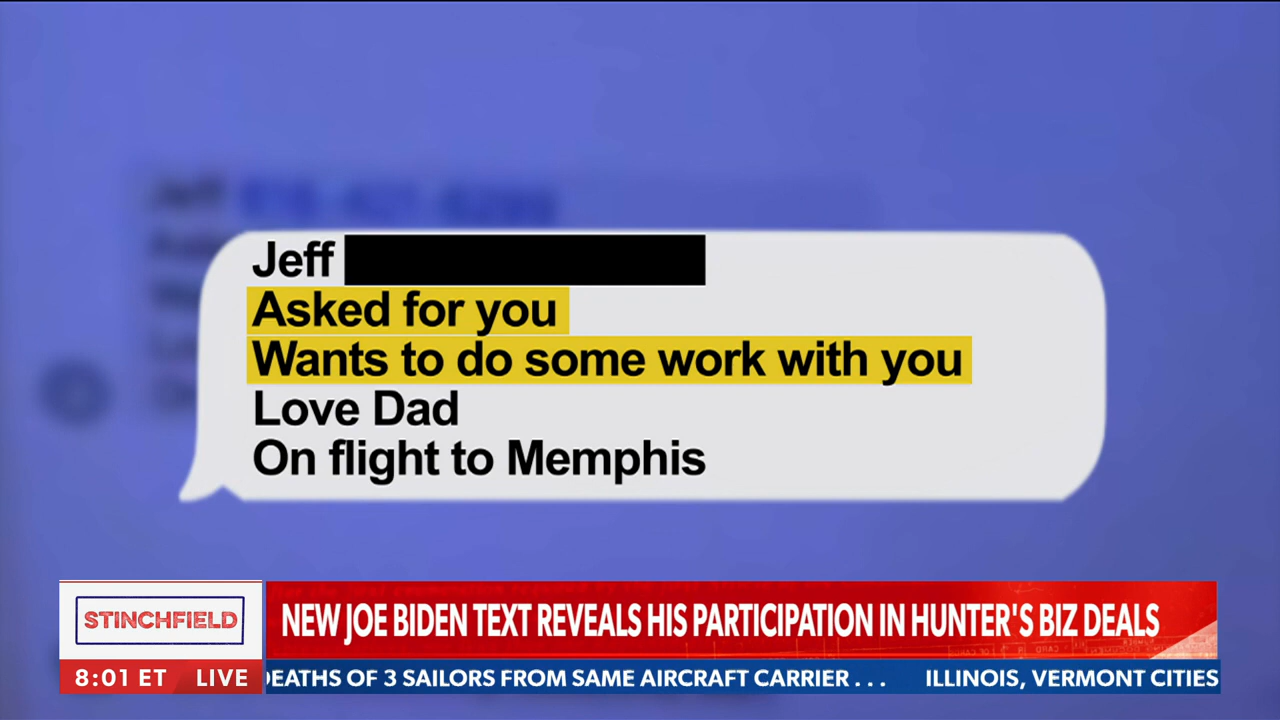 Jeff
Asked for you
Wants to do some work with you
Love Dad
On flight to Memphis
STINCHFIELD
NEW JOE BIDEN TEXT REVEALS HIS PARTICIPATION IN HUNTER'S BIZ DEALS
8:01 ET LIVE
OF 3 SAILORS FROM SAME AIRCRAFT CARRIER . . . ILLINOIS, VERMONT CITIES